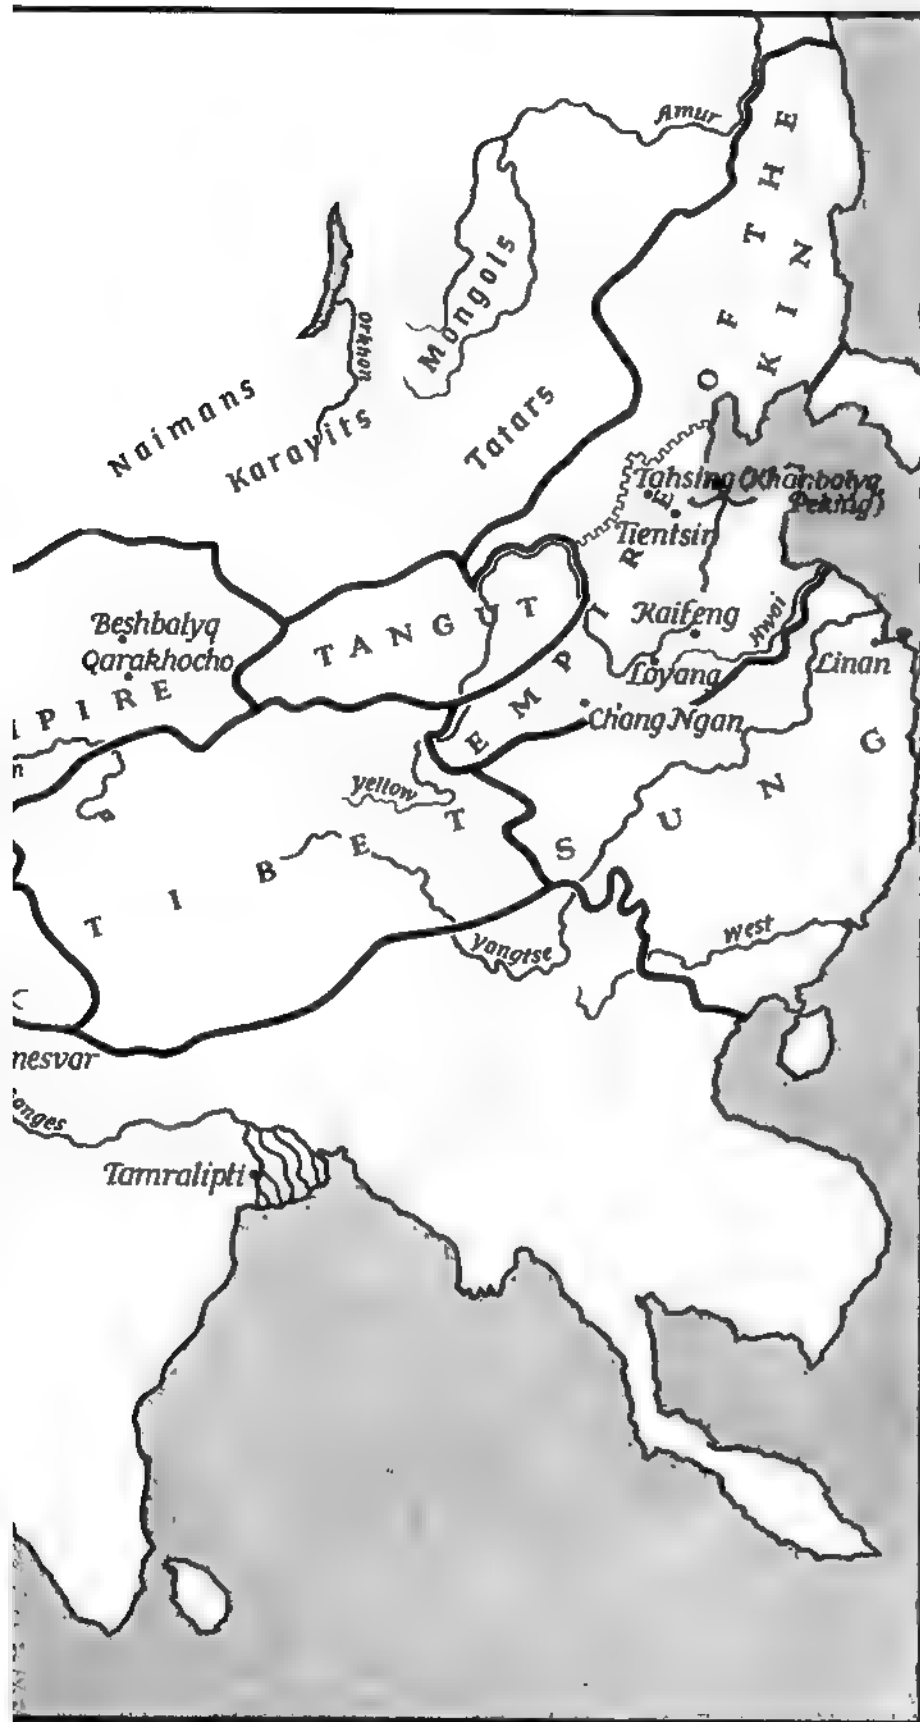 Amur
OF THE
KIN
Mongols
Orkhon
Naimans
Karayits
Tatars
Tahsing (Khanbalyq,
Peking)
Tientsin
EMPIRE
TANGUT
Beshbalyq
Qarakhocho
Kaifeng
Hwai
Loyang
Linan
Chang Ngan
MPIRE
n
Yellow
TIBET
SUNG
Yangtse
West
nesvar
Ganges
Tamralipti